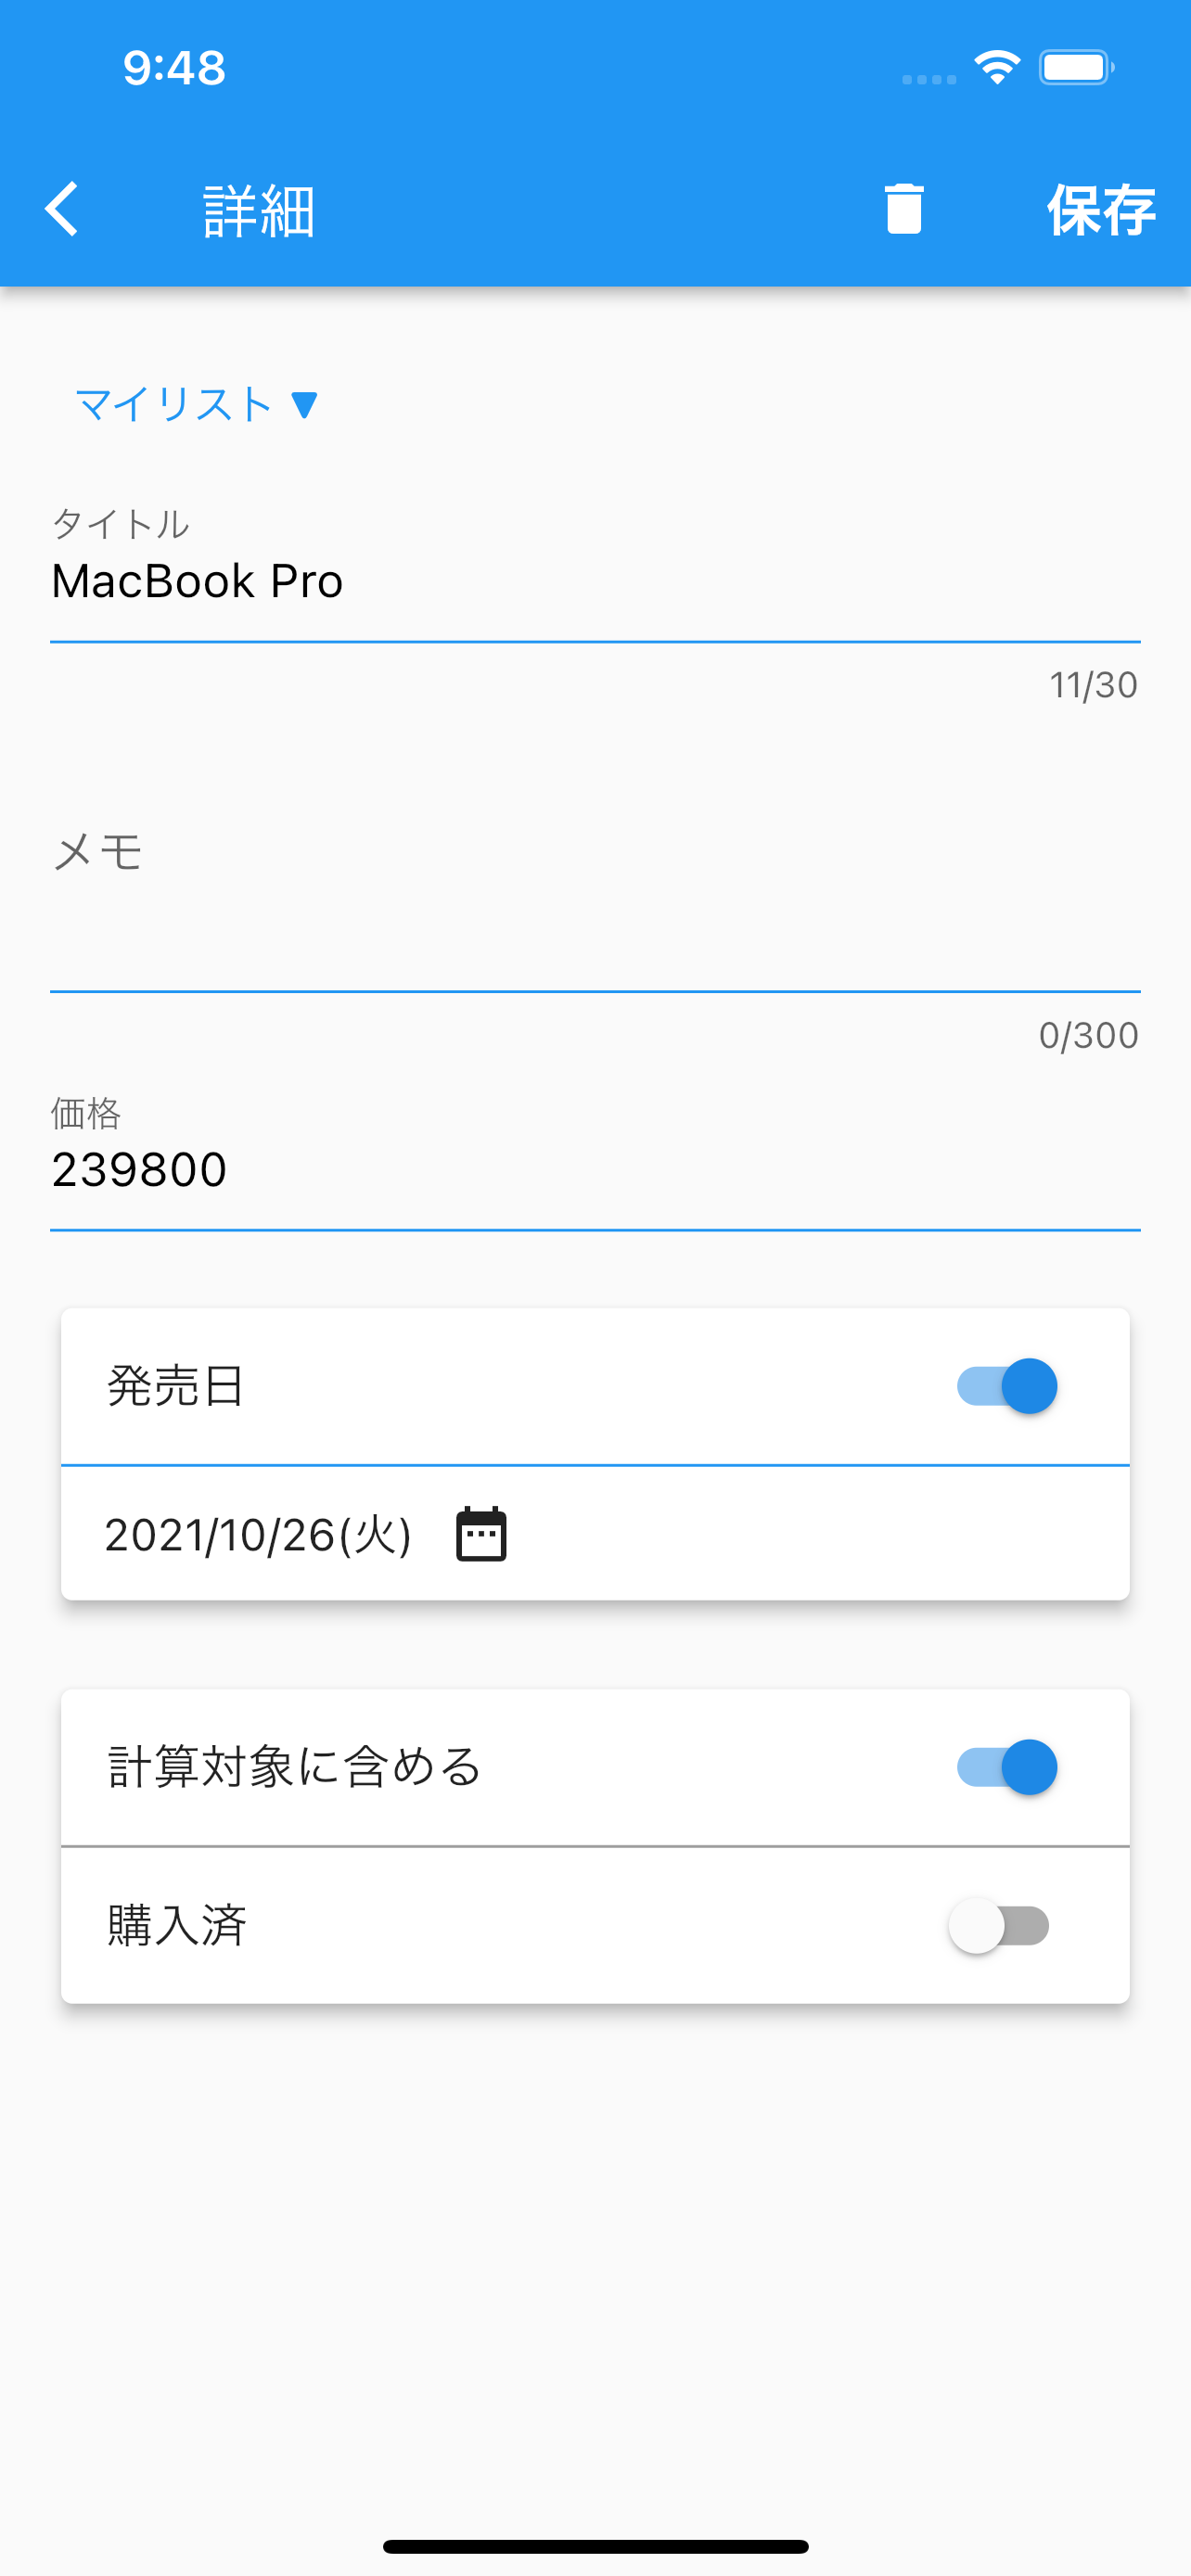 9:48
詳細
保存
マイリスト ▼
タイトル
MacBook Pro
11/30
メモ
0/300
価格
239800
発売日
2021/10/26(火)
計算対象に含める
購入済